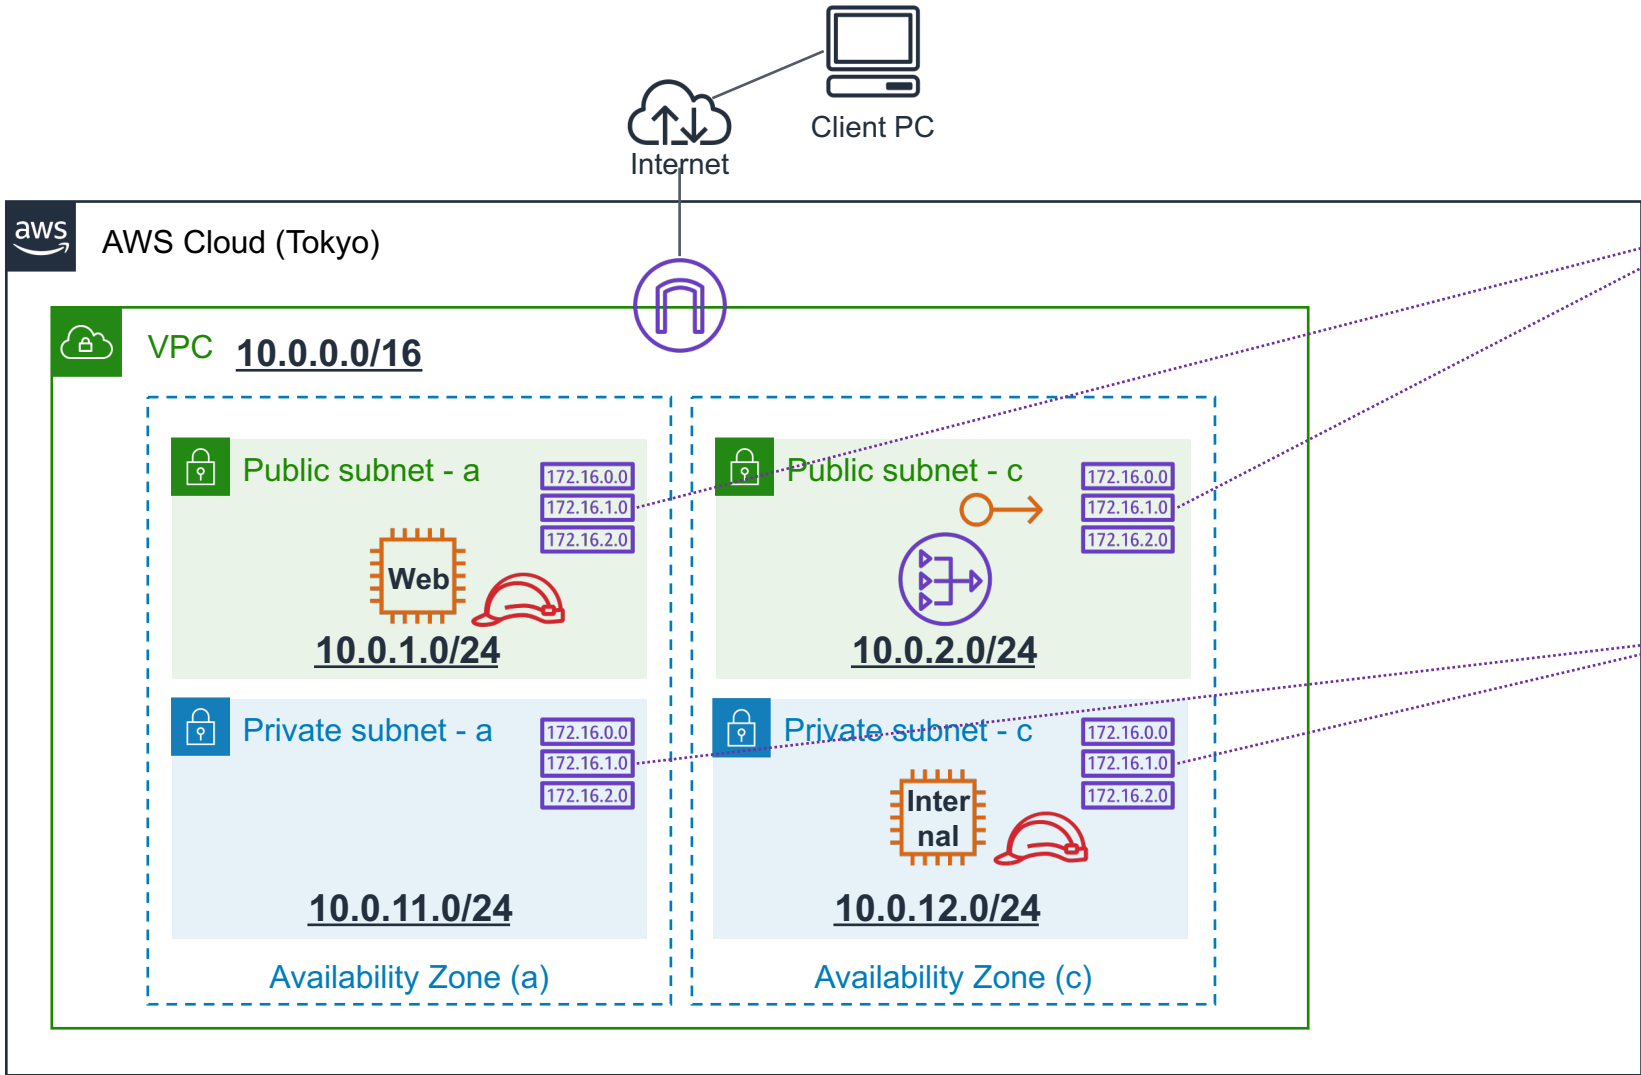 Client PC
Internet
aws
AWS Cloud (Tokyo)
VPC 10.0.0.0/16
Public subnet - a
172.16.0.0
172.16.1.0
172.16.2.0
Web
10.0.1.0/24
Public subnet - c
172.16.0.0
172.16.1.0
172.16.2.0
10.0.2.0/24
Private subnet - a
172.16.0.0
172.16.1.0
172.16.2.0
10.0.11.0/24
Private subnet - c
172.16.0.0
172.16.1.0
172.16.2.0
Inter
nal
10.0.12.0/24
Availability Zone (a)
Availability Zone (c)